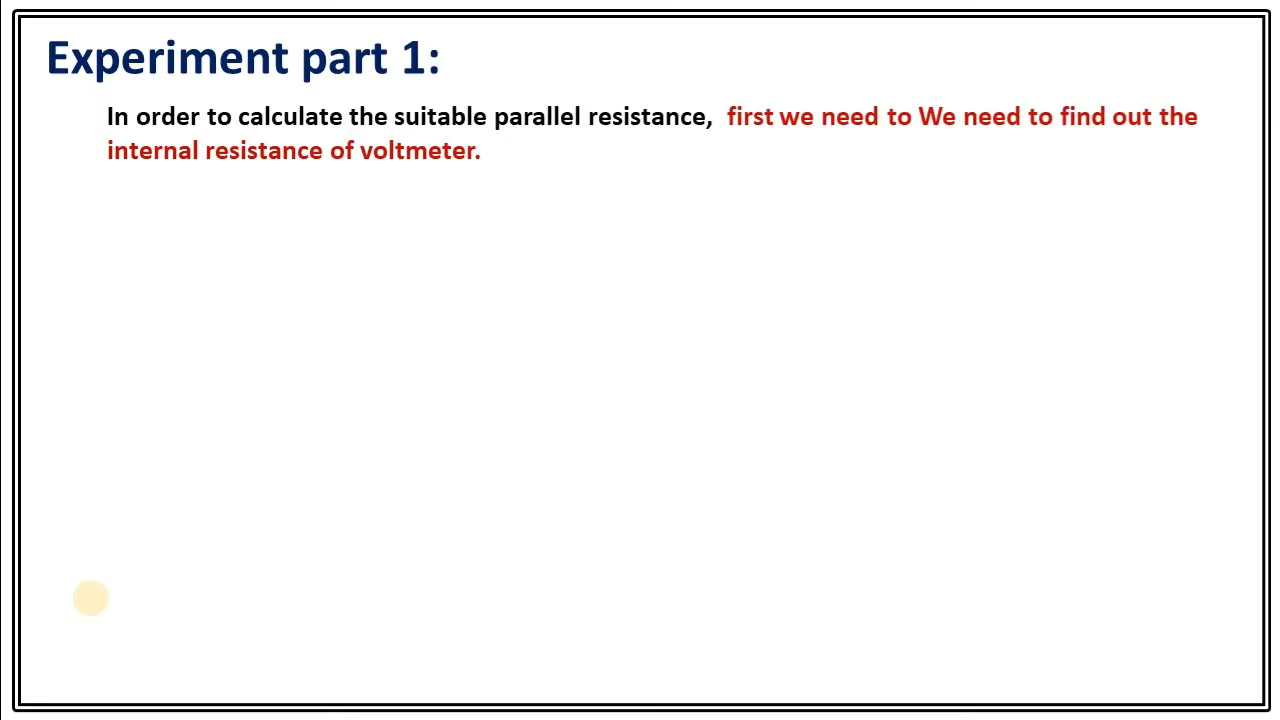 Experiment part 1:
In order to calculate the suitable parallel resistance, first we need to We need to find out the
internal resistance of voltmeter.